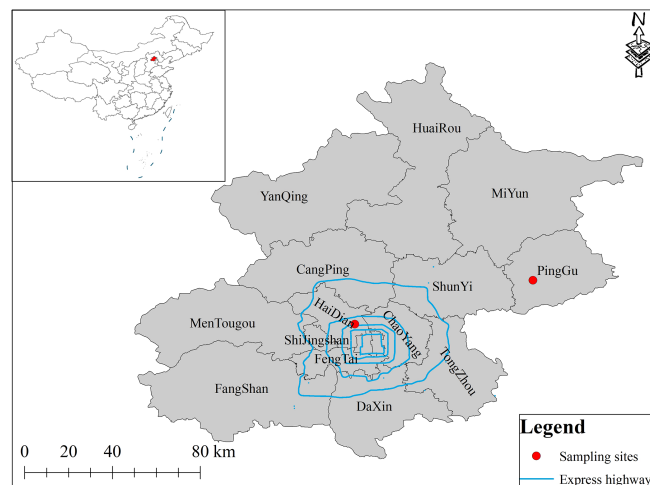 N
HuaiRou
MiYun
YanQing
PingGu
CangPing
ShunYi
HaiDian
ChaoYang
MenTougou
ShiJingshan
FengTai
TongZhou
FangShan
DaXin
0 20 40 80 km
Legend
Sampling sites
Express highway